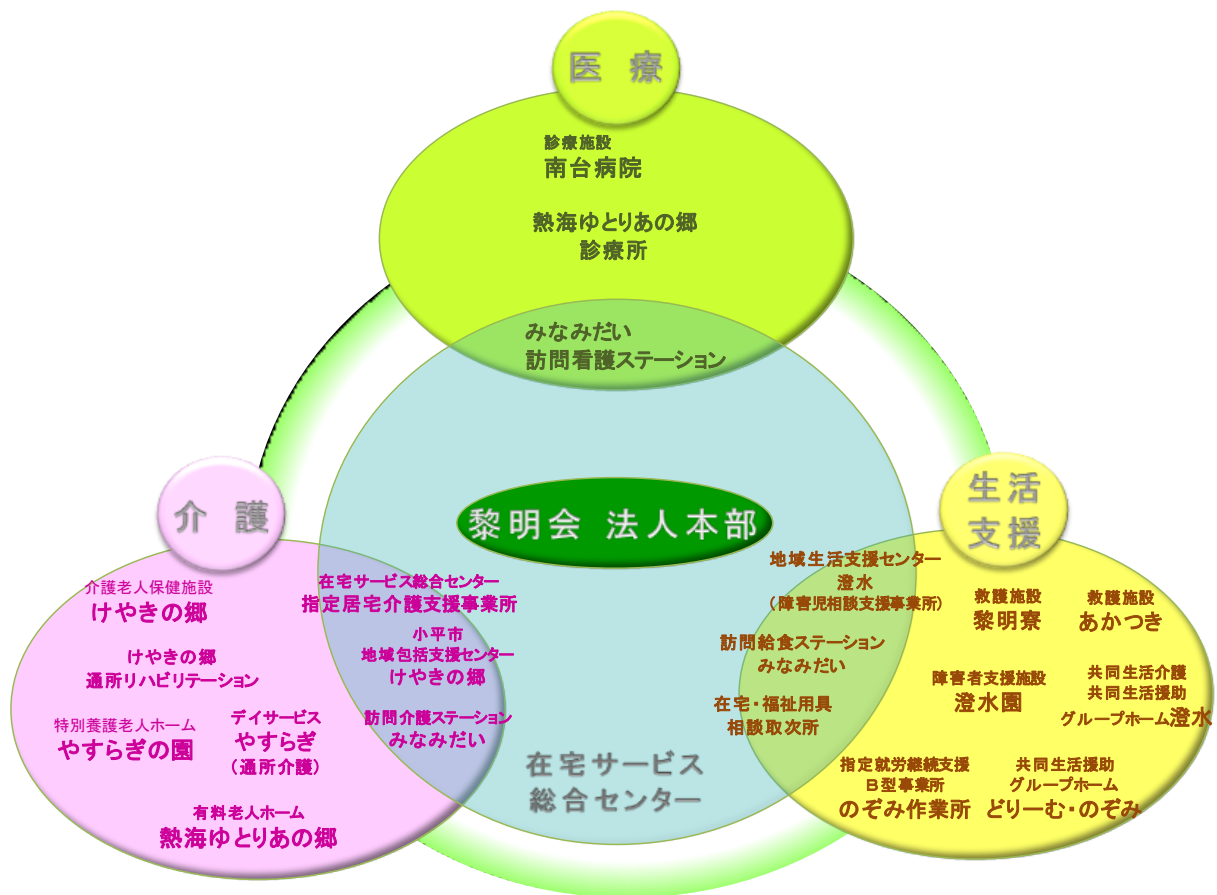 医 療
診療施設
南台病院
熱海ゆとりあの郷
診療所
みなみだい
訪問看護ステーション
黎明会 法人本部
在宅サービス
総合センター
介 護
介護老人保健施設
けやきの郷
けやきの郷
通所リハビリテーション
特別養護老人ホーム
やすらぎの園
デイサービス
やすらぎ
(通所介護)
有料老人ホーム
熱海ゆとりあの郷
在宅サービス総合センター
指定居宅介護支援事業所
小平市
地域包括支援センター
けやきの郷
訪問介護ステーション
みなみだい
生活
支援
地域生活支援センター
澄水
(障害児相談支援事業所)
訪問給食ステーション
みなみだい
在宅・福祉用具
相談取次所
救護施設
黎明寮
救護施設
あかつき
障害者支援施設
澄水園
共同生活介護
共同生活援助
グループホーム澄水
指定就労継続支援
B型事業所
のぞみ作業所
共同生活援助
グループホーム
どりーむ・のぞみ